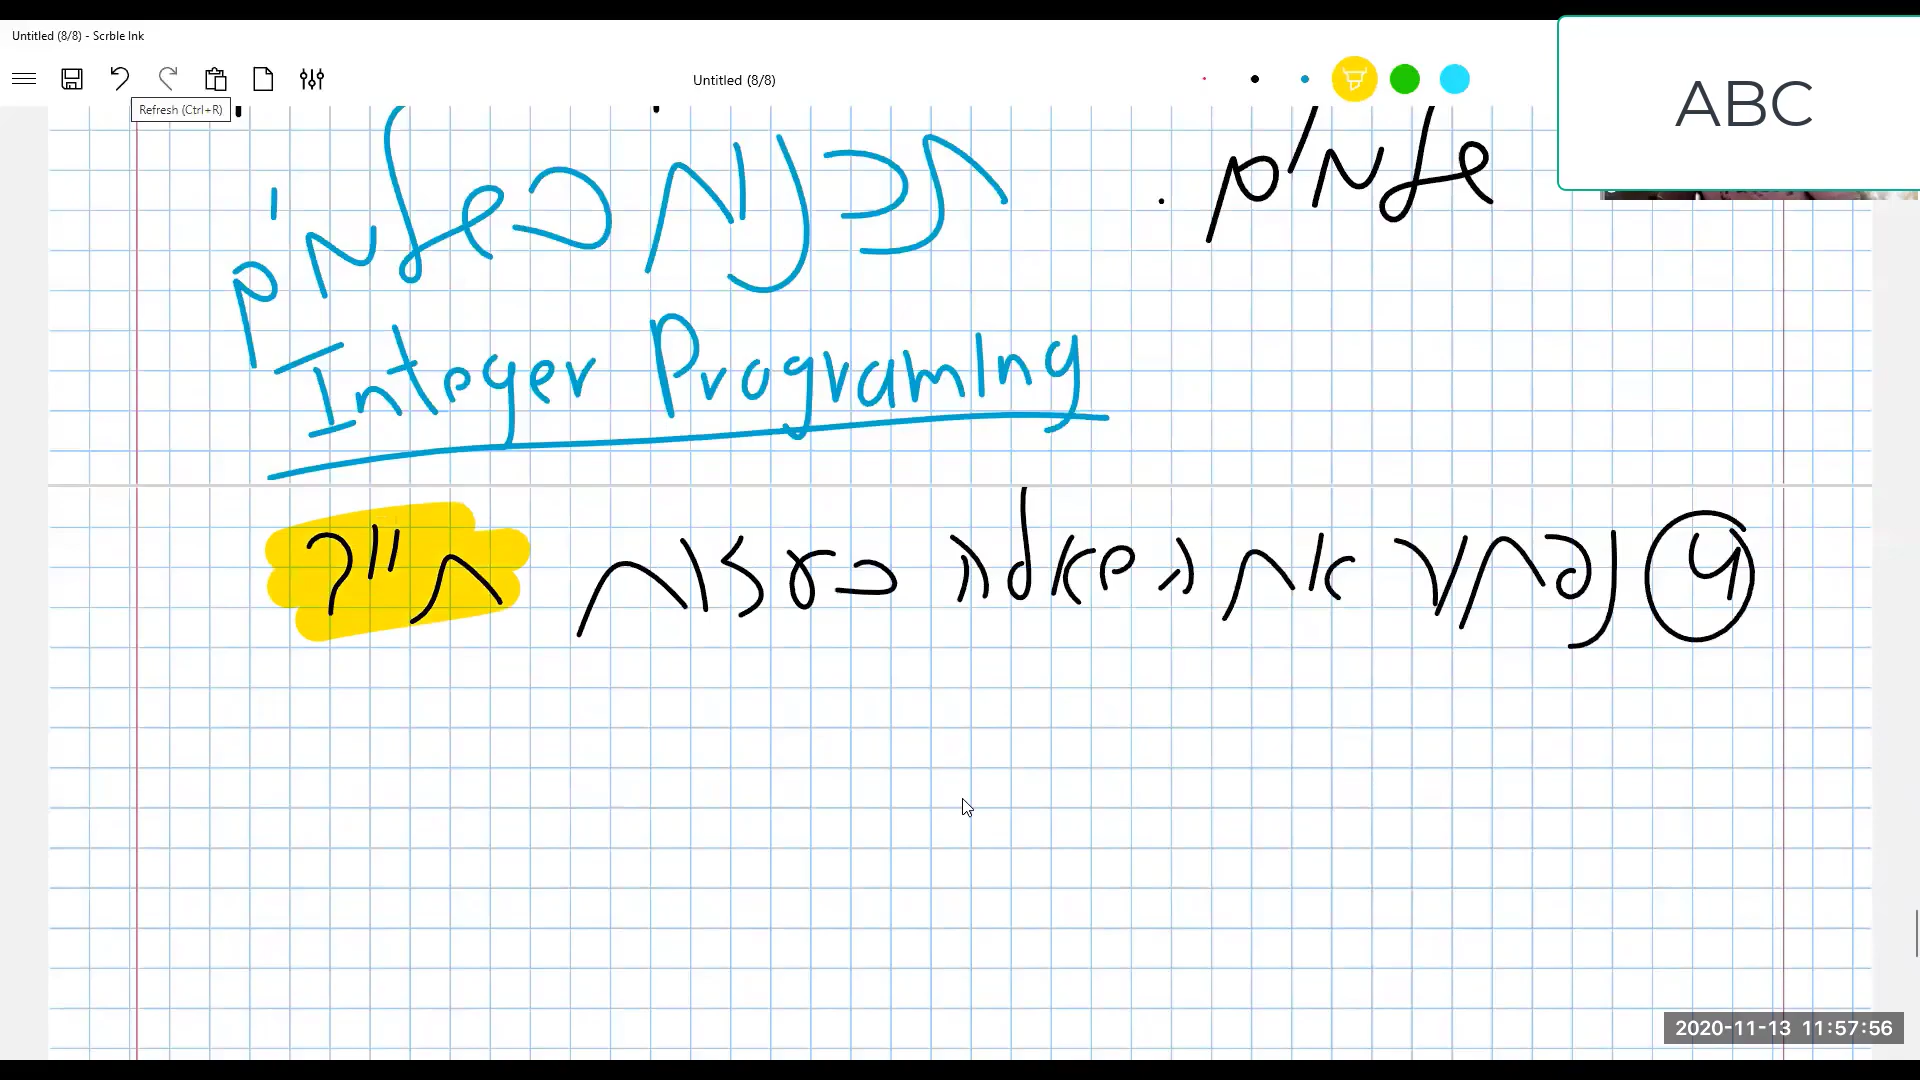 Untitled (8/8) - Scrble Ink
Untitled (8/8)
Refresh (Ctrl+R)
ABC
שלמים .
תכנות בשלמים
Integer Programing
4 נפתור את השאלה בעזרת ת"ד
2020-11-13 11:57:56